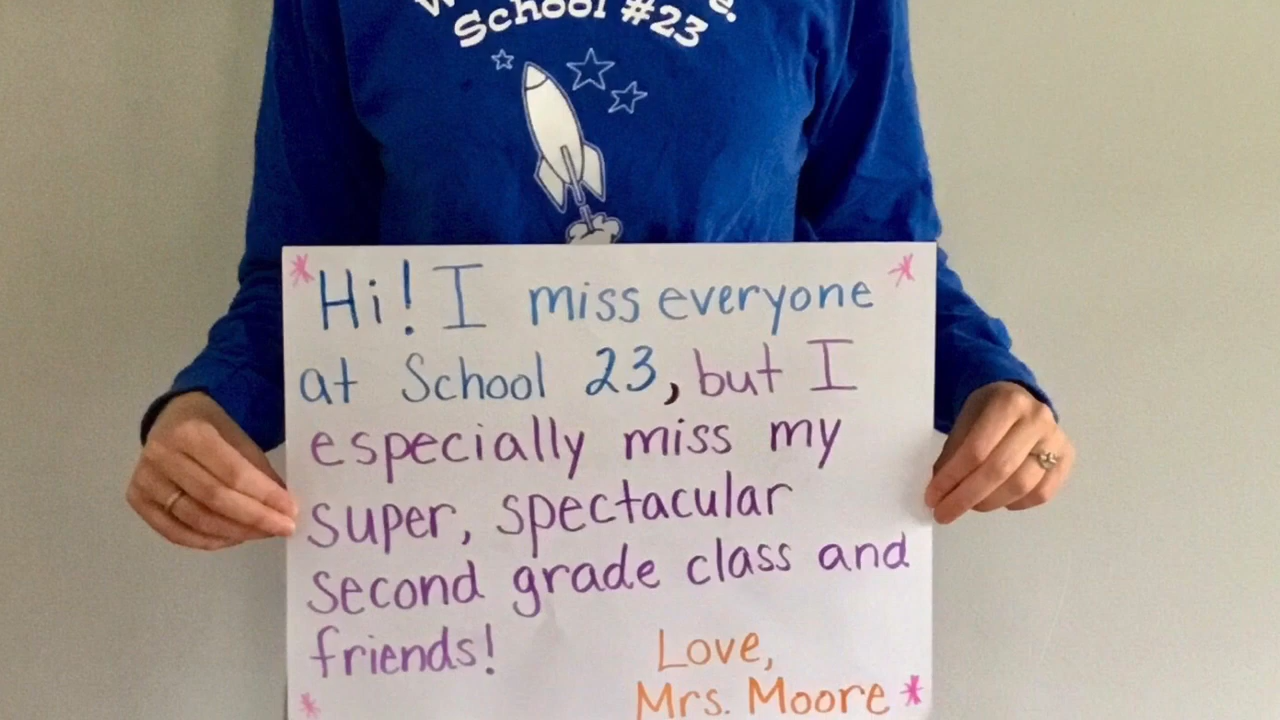 School #23
Hi! I miss everyone
at School 23, but I
especially miss my
super, spectacular
second grade class and
friends!
Love,
Mrs. Moore